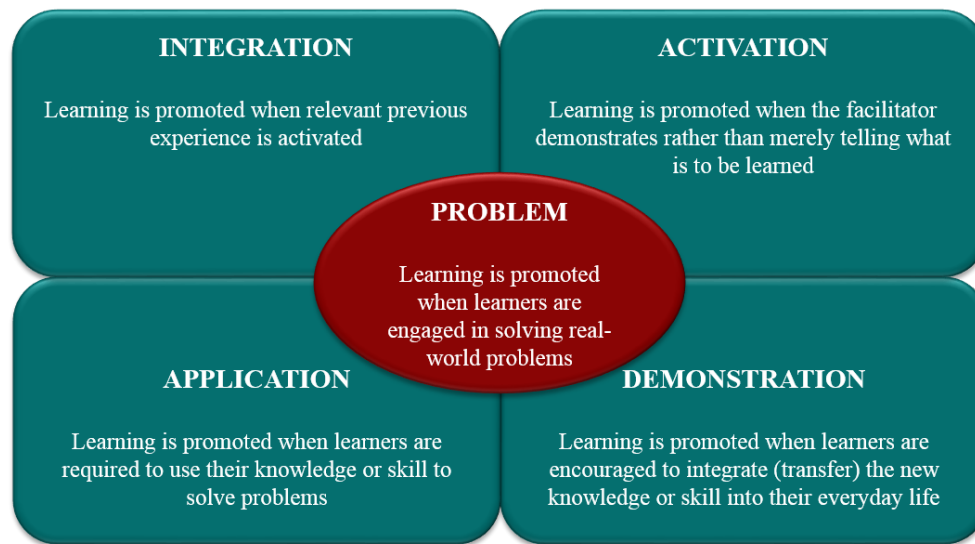 INTEGRATION
Learning is promoted when relevant previous
experience is activated
ACTIVATION
Learning is promoted when the facilitator
demonstrates rather than merely telling what
is to be learned
PROBLEM
Learning is promoted
when learners are
engaged in solving real-
world problems
APPLICATION
Learning is promoted when learners are
required to use their knowledge or skill to
solve problems
DEMONSTRATION
Learning is promoted when learners are
encouraged to integrate (transfer) the new
knowledge or skill into their everyday life